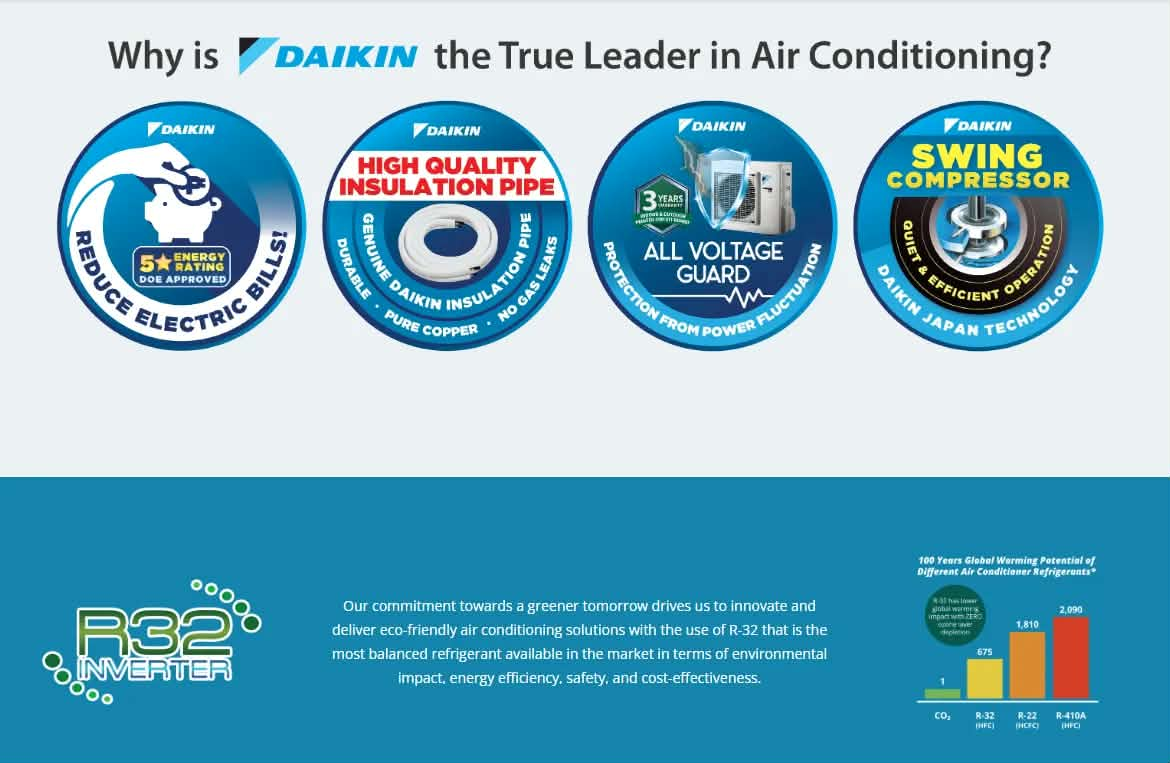 Why is DAIKIN the True Leader in Air Conditioning?
DAIKIN
5★ ENERGY RATING
DOE APPROVED
REDUCE ELECTRIC BILLS!
DAIKIN
HIGH QUALITY
INSULATION PIPE
GENUINE DAIKIN INSULATION PIPE
DURABLE · PURE COPPER · NO GAS LEAKS
DAIKIN
3 YEARS
WARRANTY
ALL VOLTAGE
GUARD
PROTECTION FROM POWER FLUCTUATION
DAIKIN
SWING
COMPRESSOR
QUIET & EFFICIENT OPERATION
DAIKIN JAPAN TECHNOLOGY
R32
INVERTER
Our commitment towards a greener tomorrow drives us to innovate and
deliver eco-friendly air conditioning solutions with the use of R-32 that is the
most balanced refrigerant available in the market in terms of environmental
impact, energy efficiency, safety, and cost-effectiveness.
100 Years Global Warming Potential of
Different Air Conditioner Refrigerants*
R-32 has lower
global warming
impact with ZERO
ozone layer
depletion
1
675
1,810
2,090
CO₂
R-32
(HFC)
R-22
(HCFC)
R-410A
(HFC)